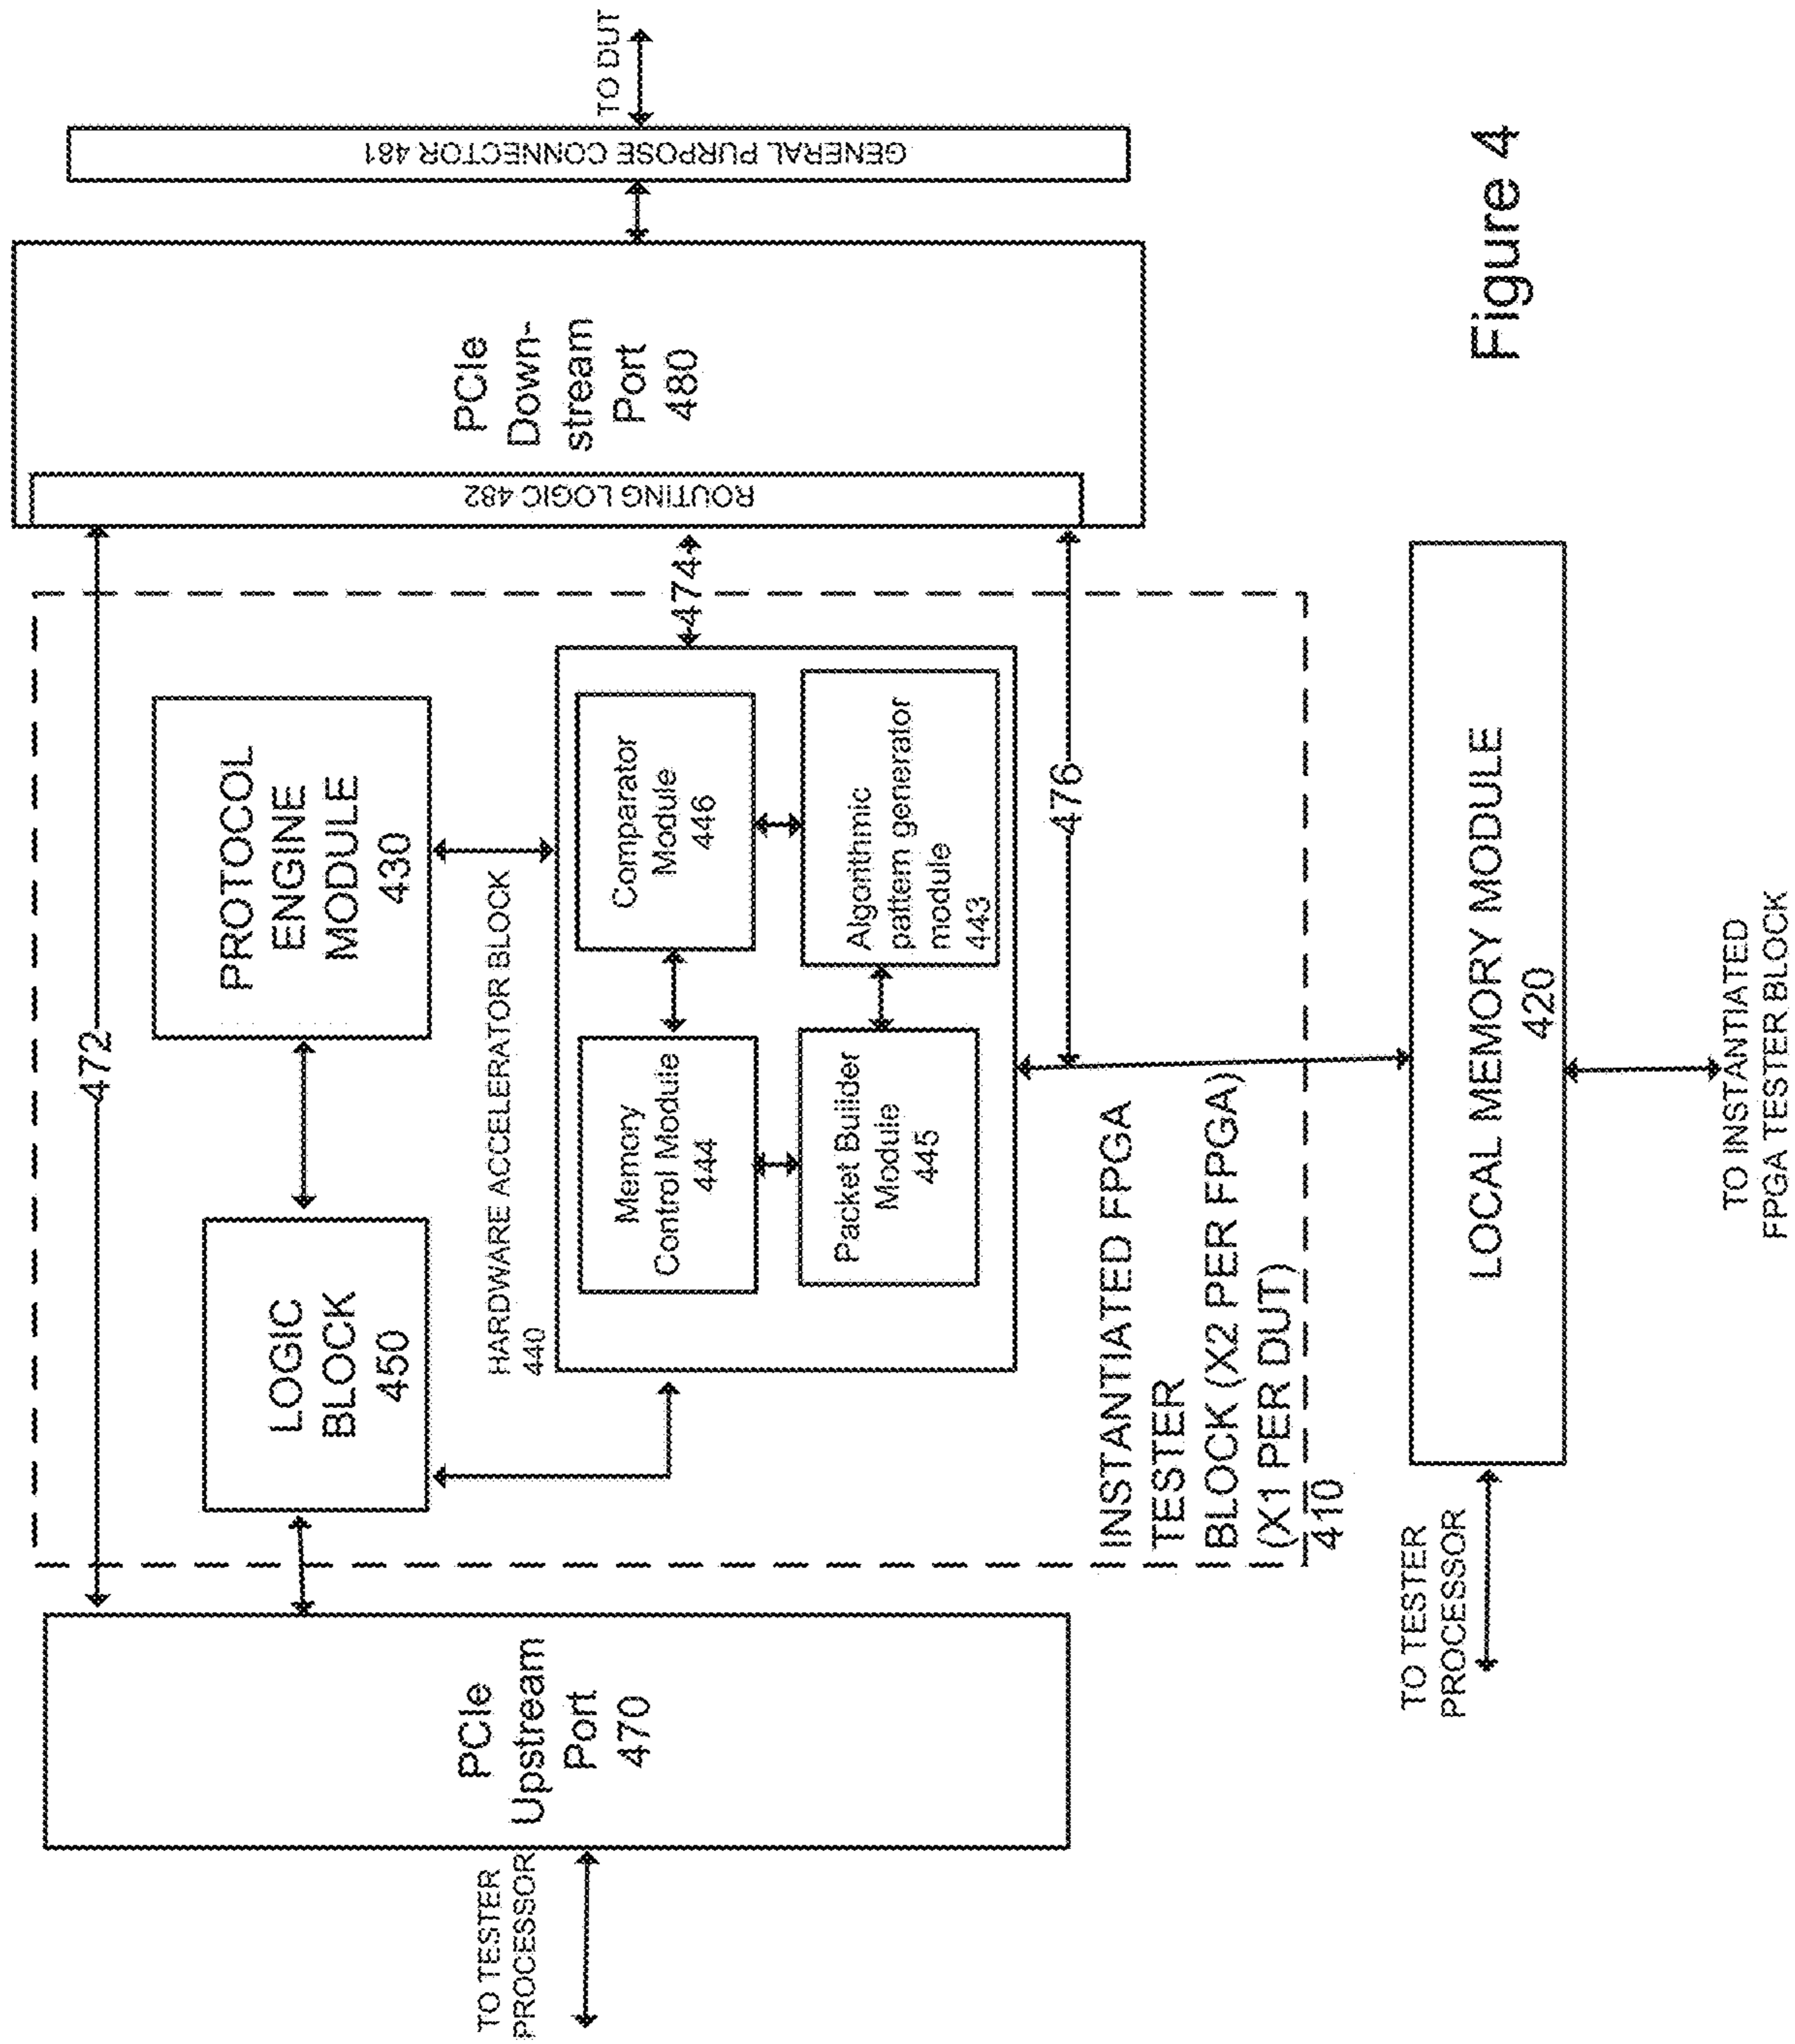 TO TESTER
PROCESSOR
PCIe
Upstream
Port
470
472
LOGIC
BLOCK
450
PROTOCOL
ENGINE
MODULE
430
HARDWARE ACCELERATOR BLOCK
440
Memory
Control Module
444
Comparator
Module
446
Packet Builder
Module
445
Algorithmic
pattern generator
module
443
474
476
INSTANTIATED FPGA
TESTER
BLOCK (X2 PER FPGA)
(X1 PER DUT)
410
ROUTING LOGIC 482
PCIe
Down-
stream
Port
480
GENERAL PURPOSE CONNECTOR 481
TO DUT
TO TESTER
PROCESSOR
LOCAL MEMORY MODULE
420
TO INSTANTIATED
FPGA TESTER BLOCK
Figure 4